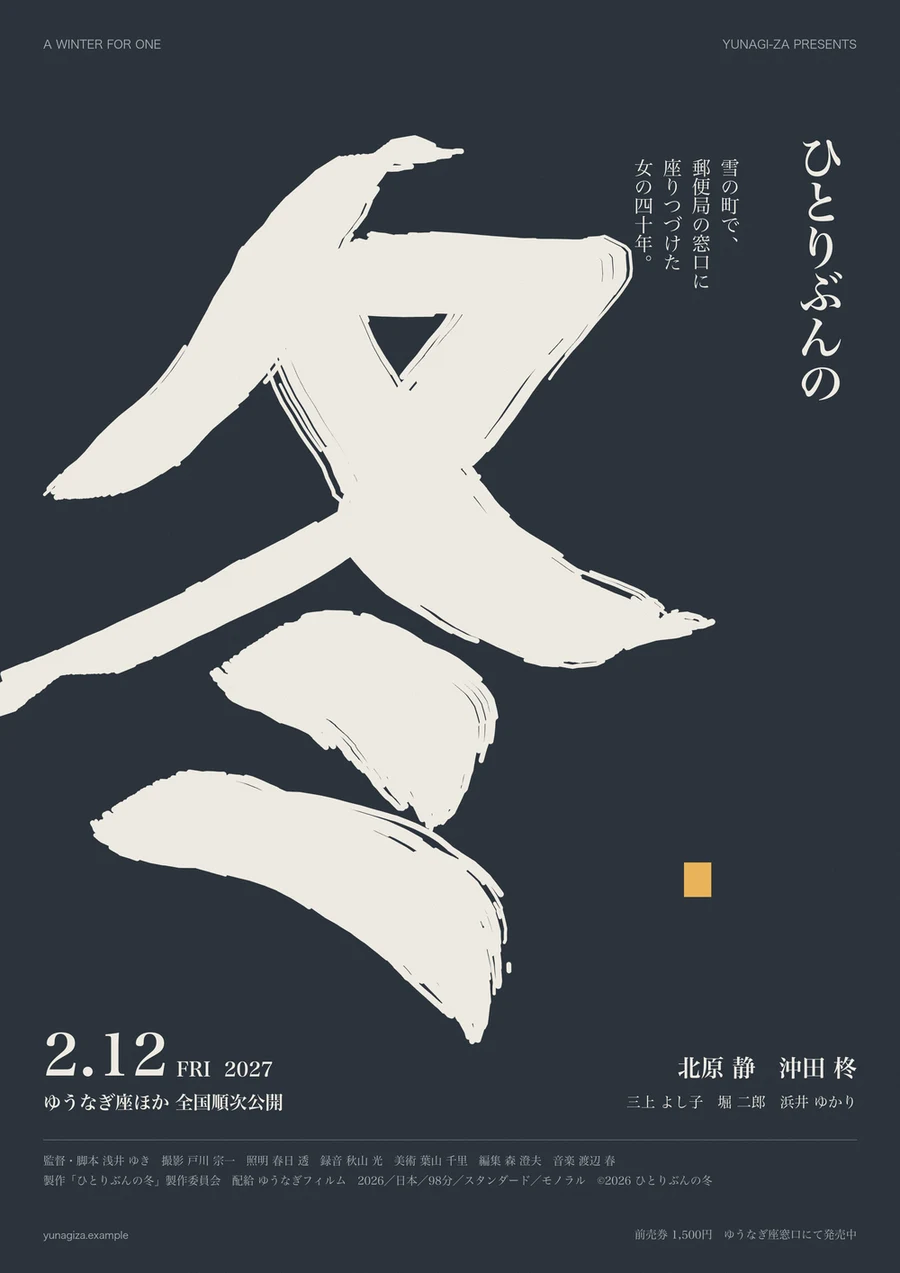 A WINTER FOR ONE
YUNAGI-ZA PRESENTS
ひとりぶんの
冬
雪の町で、
郵便局の窓口に
座りつづけた
女の四十年。
2.12 FRI 2027
ゆうなぎ座ほか 全国順次公開
北原 静　沖田 柊
三上 よし子　堀 二郎　浜井 ゆかり
監督・脚本 浅井 ゆき　撮影 戸川 宗一　照明 春日 透　録音 秋山 光　美術 葉山 千里　編集 森 澄夫　音楽 渡辺 春
製作「ひとりぶんの冬」製作委員会　配給 ゆうなぎフィルム　2026／日本／98分／スタンダード／モノラル　©2026 ひとりぶんの冬
yunagiza.example
前売券 1,500円　ゆうなぎ座窓口にて発売中